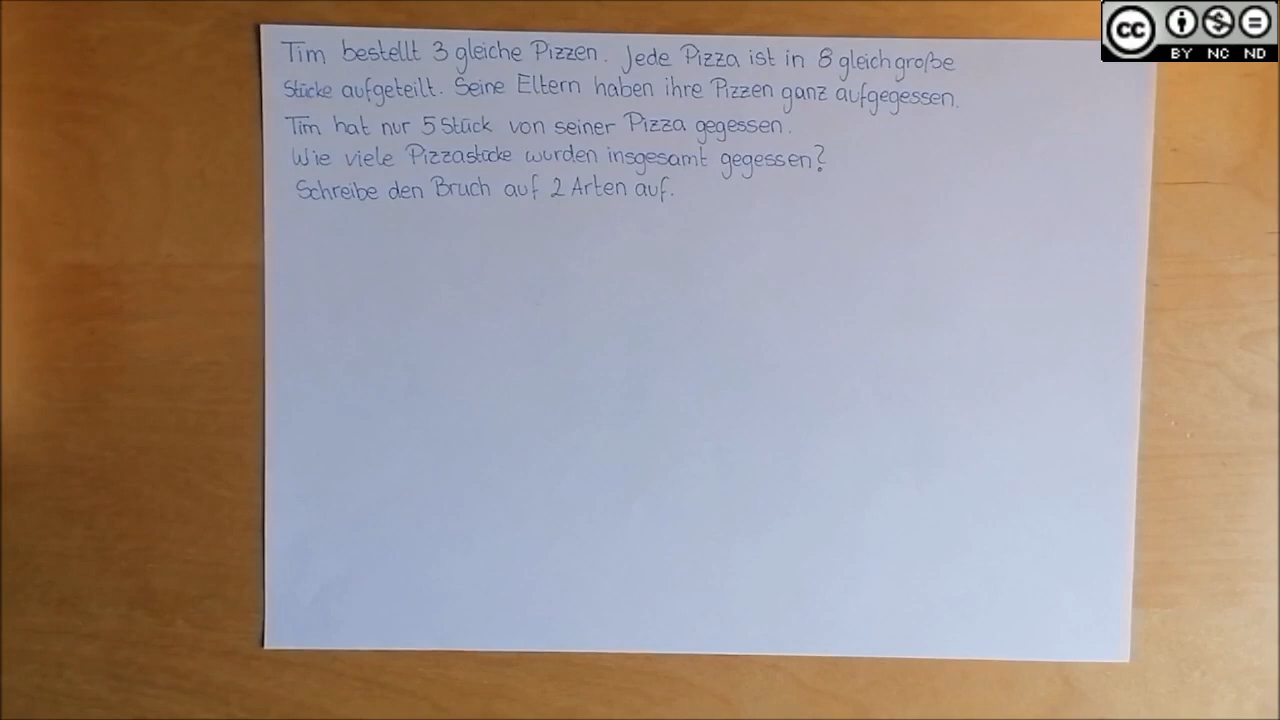 Tim bestellt 3 gleiche Pizzen. Jede Pizza ist in 8 gleich große
Stücke aufgeteilt. Seine Eltern haben ihre Pizzen ganz aufgegessen.
Tim hat nur 5 Stück von seiner Pizza gegessen.
Wie viele Pizzastücke wurden insgesamt gegessen?
Schreibe den Bruch auf 2 Arten auf.
CC
BY NC ND